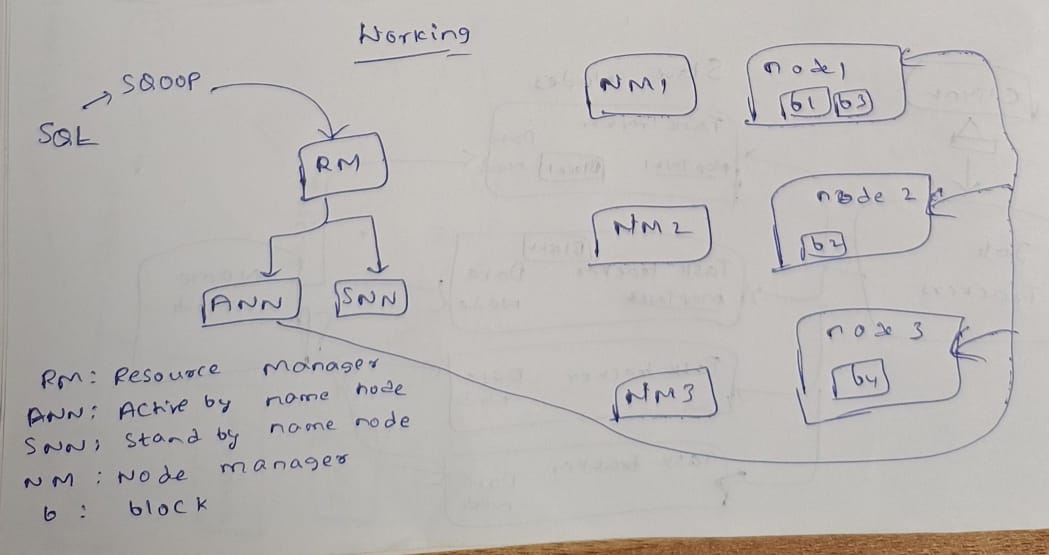 Working
SQOOP
SQL
RM
ANN
SNN
NM1
node1
b1 b3
NM2
node 2
b2
NM3
node 3
b4
RM: Resource manager
ANN: Active by name node
SNN: Stand by name node
NM : Node manager
b : block